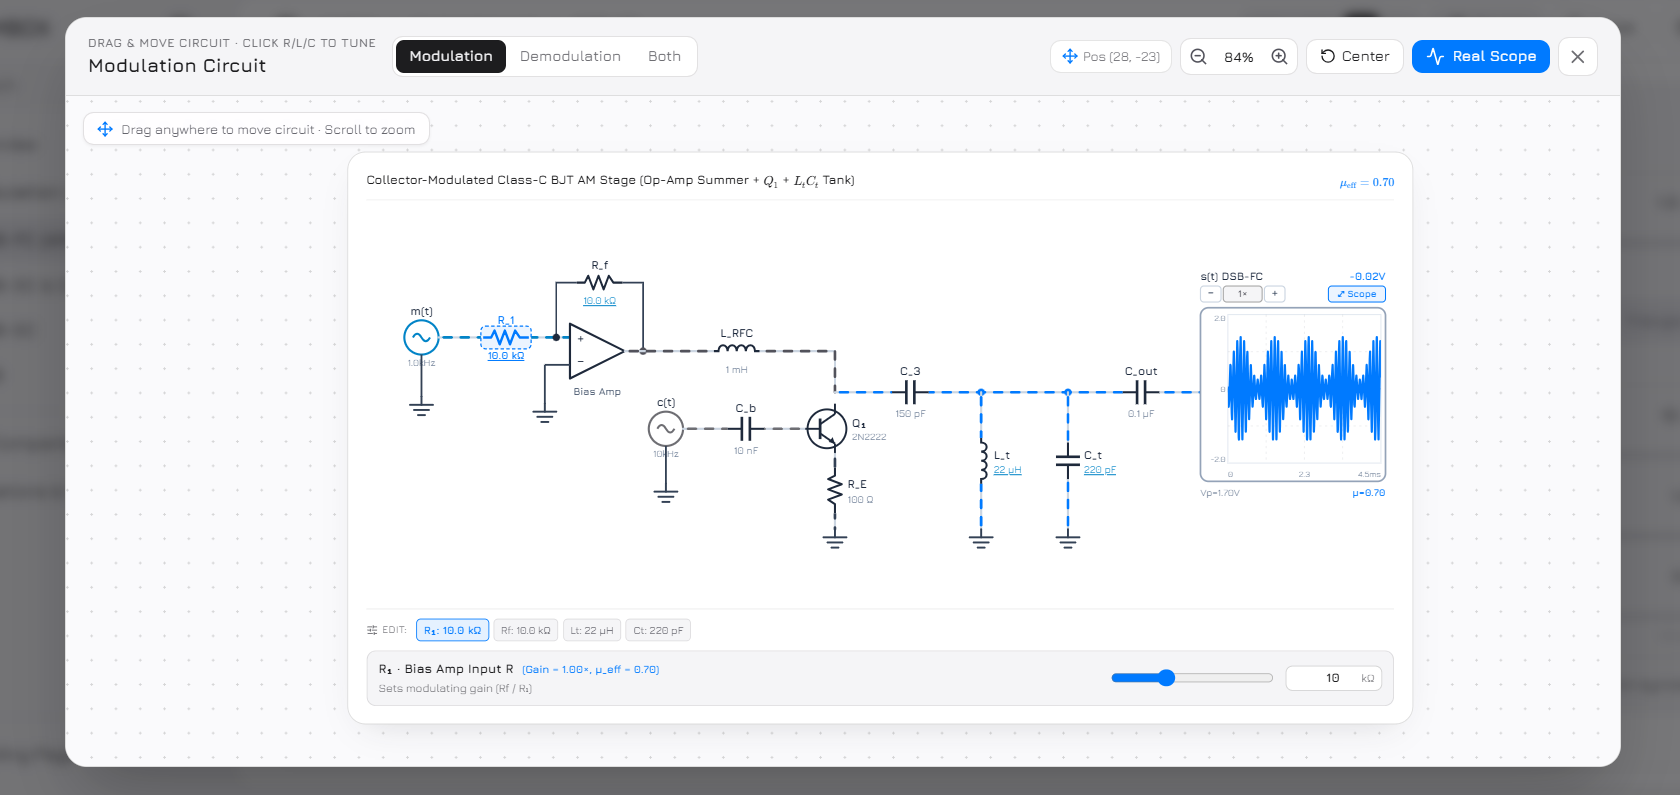 DRAG & MOVE CIRCUIT · CLICK R/L/C TO TUNE
Modulation Circuit
Modulation Demodulation Both
Pos (28, -23)
84%
Center
Real Scope
Drag anywhere to move circuit · Scroll to zoom
Collector-Modulated Class-C BJT AM Stage (Op-Amp Summer + Q₁ + LₜCₜ Tank)
μ_eff = 0.70
R_f
10.0 kΩ
m(t)
1.0kHz
R_1
10.0 kΩ
+
−
Bias Amp
L_RFC
1 mH
c(t)
10kHz
C_b
10 nF
Q₁
2N2222
R_E
100 Ω
C_3
150 pF
L_t
22 μH
C_t
220 pF
C_out
0.1 μF
s(t) DSB-FC -0.02V
− 1× + Scope
2.8
0
-2.8
0 2.3 4.5ms
Vp=1.70V μ=0.70
EDIT: R₁: 10.0 kΩ Rf: 10.0 kΩ Lt: 22 μH Ct: 220 pF
R₁ · Bias Amp Input R (Gain = 1.00×, μ_eff = 0.70)
Sets modulating gain (Rf / R₁)
10 kΩ